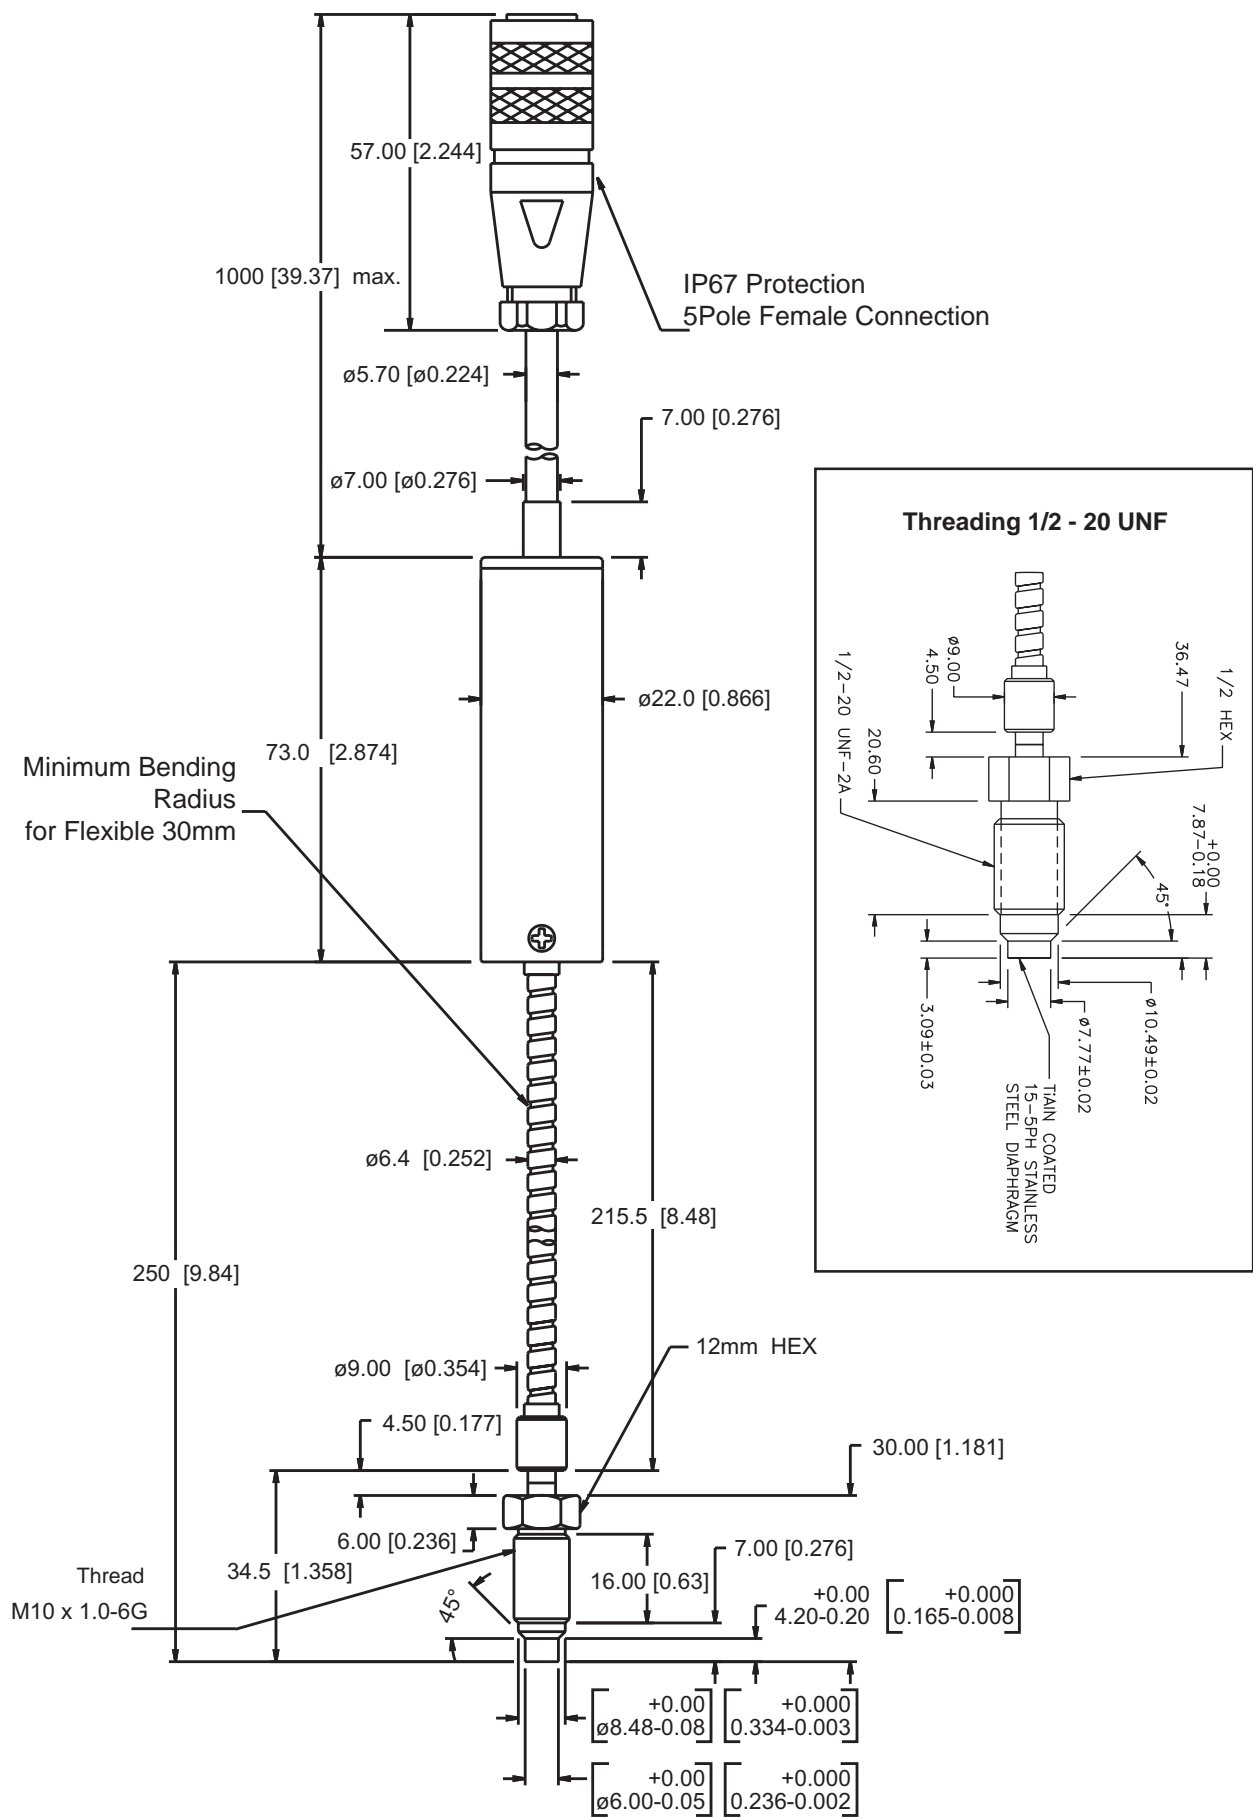 57.00 [2.244]
1000 [39.37] max.
IP67 Protection
5Pole Female Connection
ø5.70 [ø0.224]
7.00 [0.276]
ø7.00 [ø0.276]
Threading 1/2 - 20 UNF
ø9.00
4.50
36.47
1/2 HEX
1/2-20 UNF-2A
20.60
+0.00
7.87-0.18
45°
3.09±0.03
ø7.77±0.02
ø10.49±0.02
TiAlN COATED
15-5PH STAINLESS
STEEL DIAPHRAGM
ø22.0 [0.866]
73.0 [2.874]
Minimum Bending
Radius
for Flexible 30mm
ø6.4 [0.252]
215.5 [8.48]
250 [9.84]
12mm HEX
ø9.00 [ø0.354]
4.50 [0.177]
30.00 [1.181]
6.00 [0.236]
7.00 [0.276]
34.5 [1.358]
16.00 [0.63]
Thread
M10 x 1.0-6G
45°
+0.00 +0.000
4.20-0.20 [0.165-0.008]
+0.00 +0.000
[ø8.48-0.08] [0.334-0.003]
+0.00 +0.000
[ø6.00-0.05] [0.236-0.002]